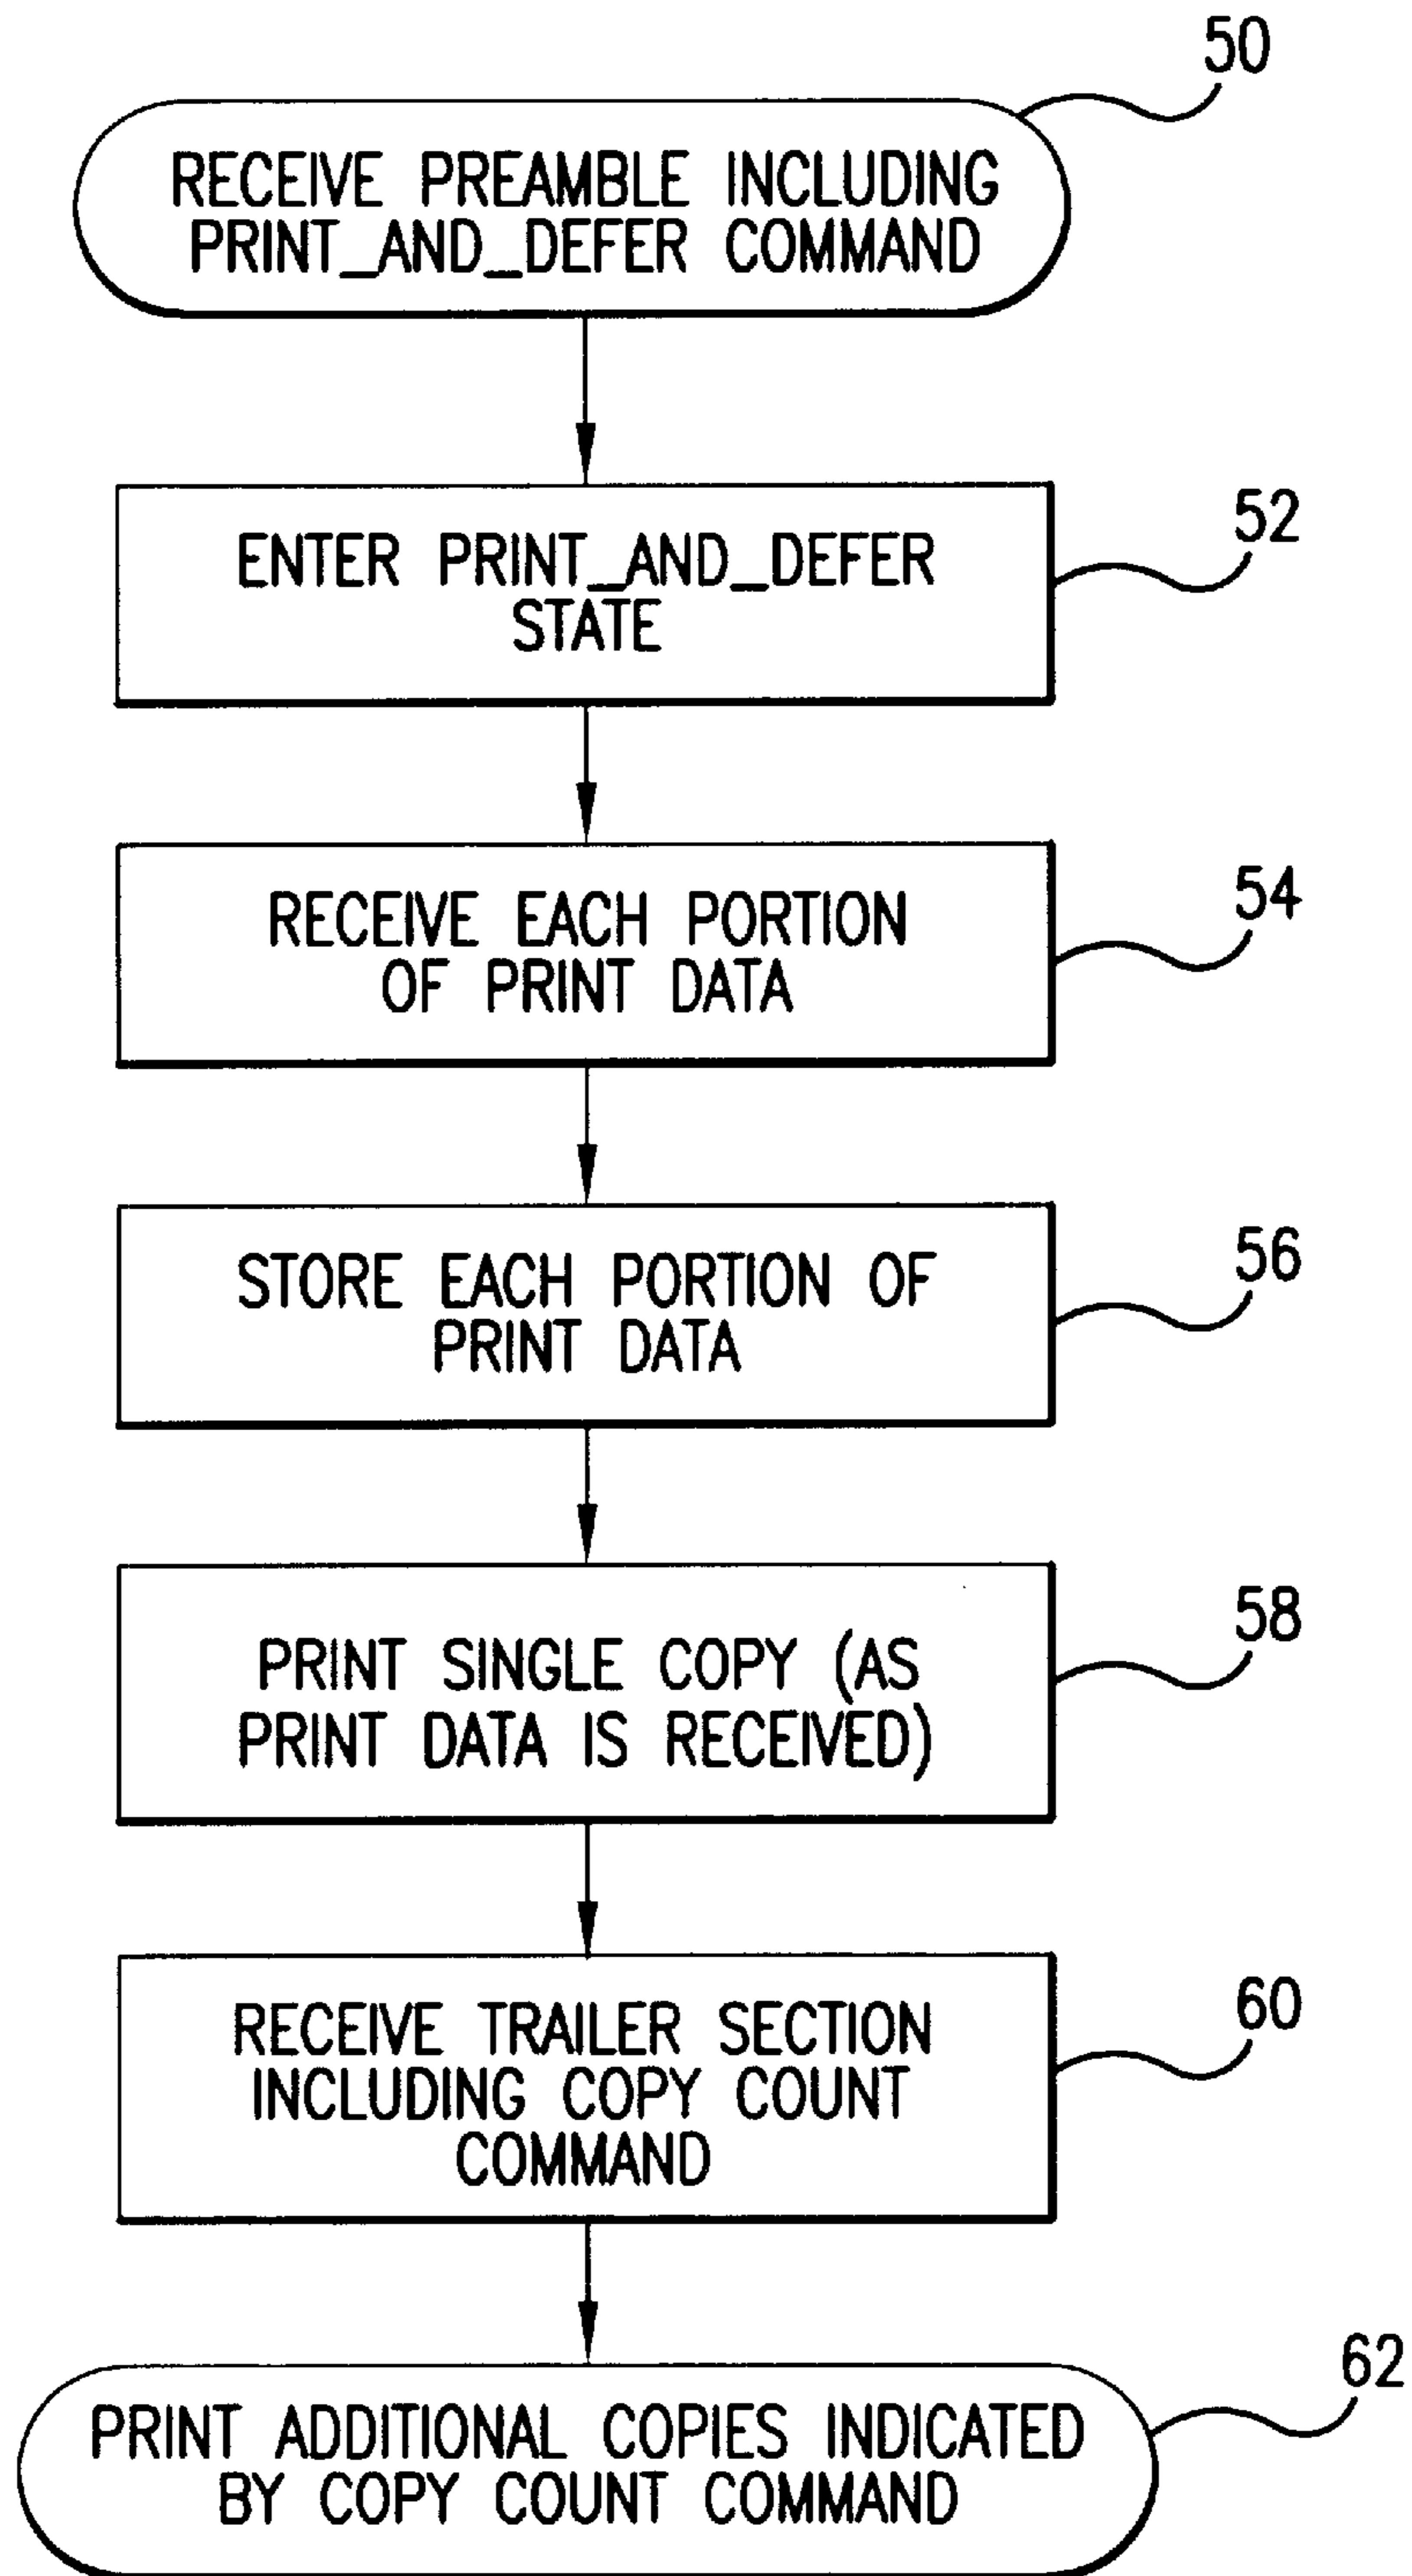 50
RECEIVE PREAMBLE INCLUDING
PRINT_AND_DEFER COMMAND
52
ENTER PRINT_AND_DEFER
STATE
54
RECEIVE EACH PORTION
OF PRINT DATA
56
STORE EACH PORTION OF
PRINT DATA
58
PRINT SINGLE COPY (AS
PRINT DATA IS RECEIVED)
60
RECEIVE TRAILER SECTION
INCLUDING COPY COUNT
COMMAND
62
PRINT ADDITIONAL COPIES INDICATED
BY COPY COUNT COMMAND